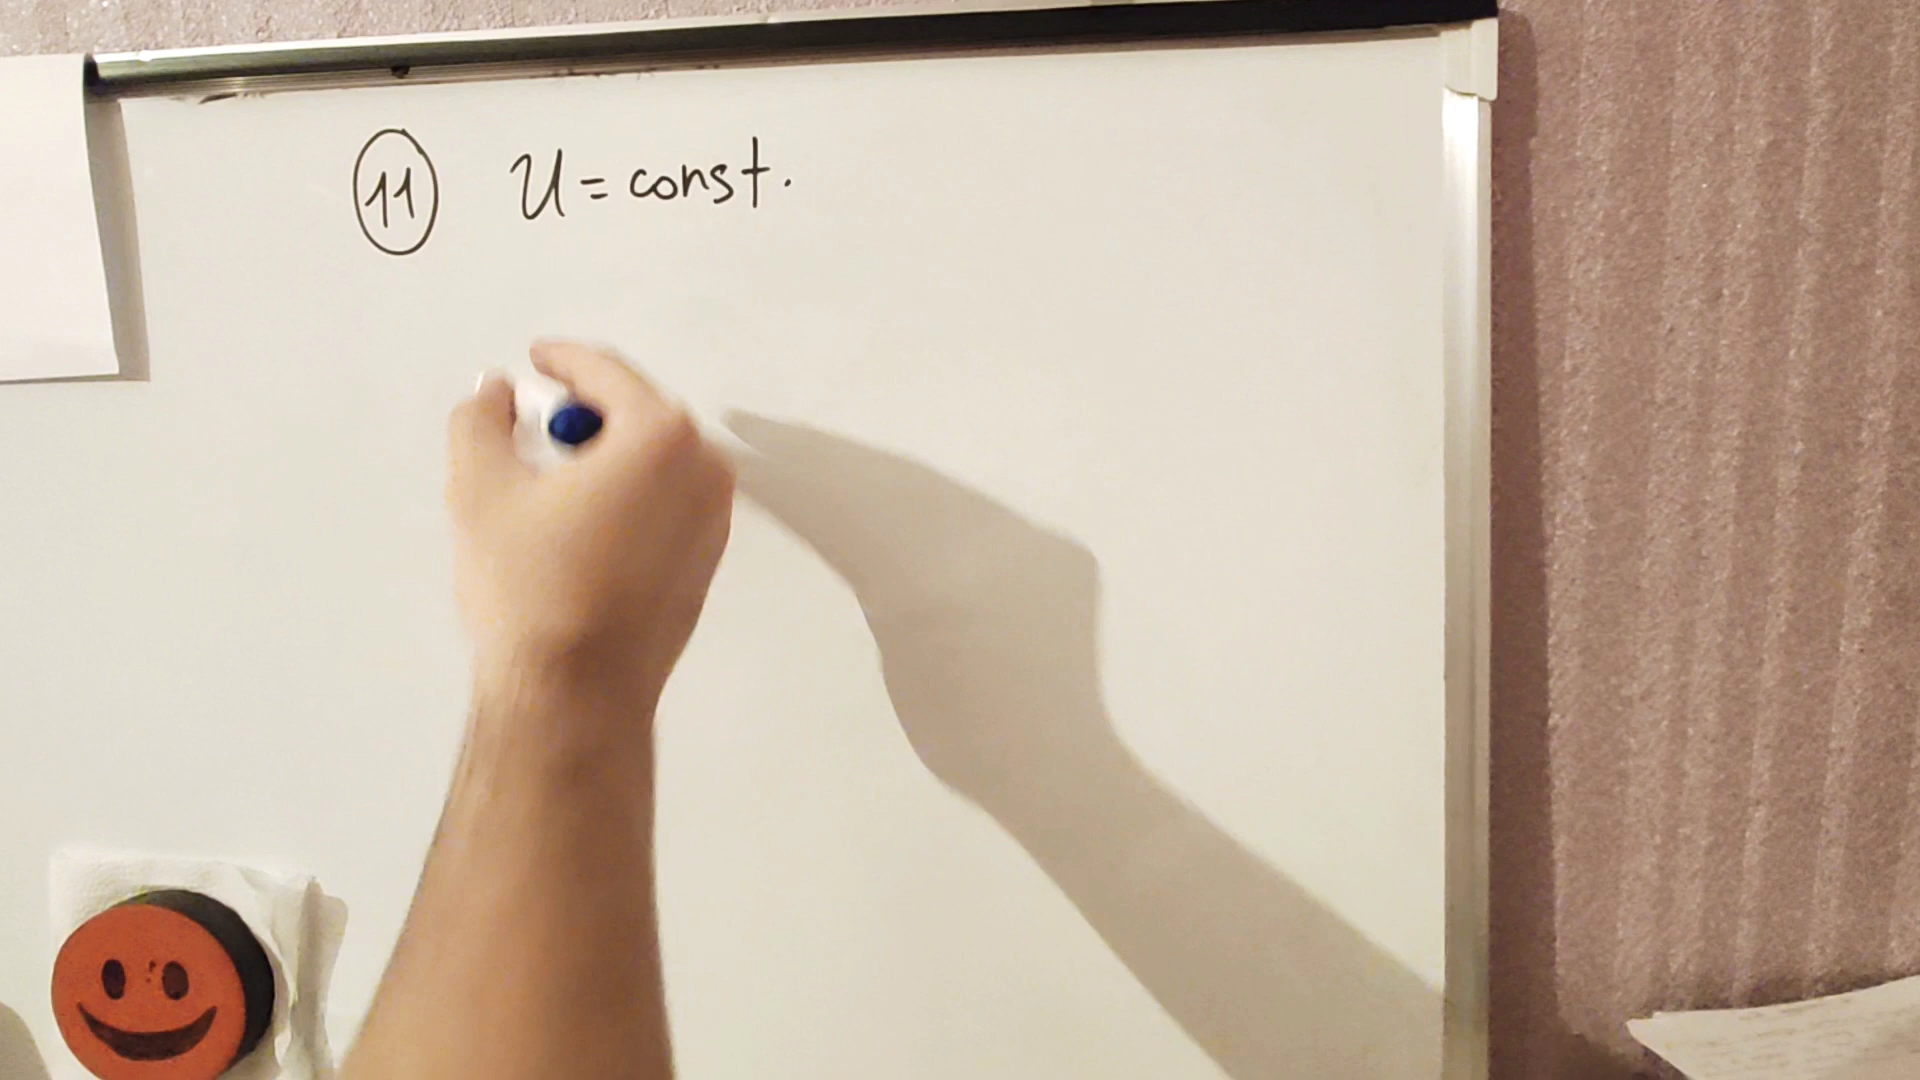 11 U = const.